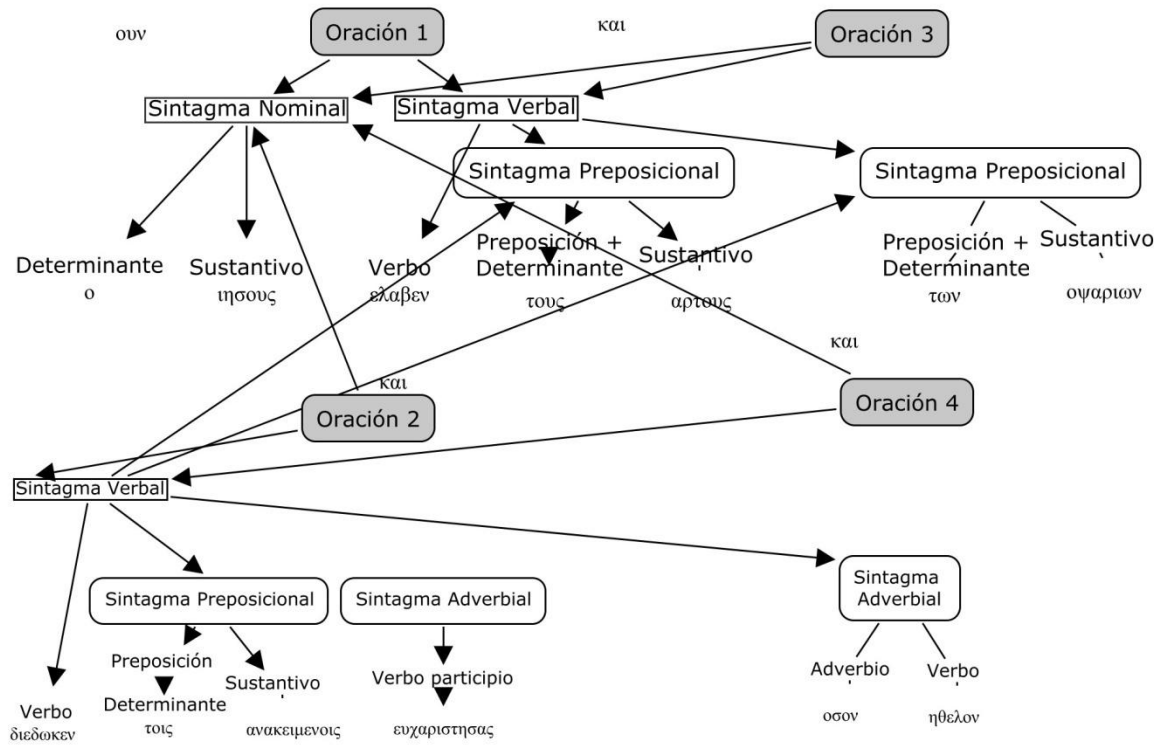 ουν
Oración 1
και
Oración 3
Sintagma Nominal
Sintagma Verbal
Sintagma Preposicional
Sintagma Preposicional
Determinante
ο
Sustantivo
ιησους
Verbo
ελαβεν
Preposición +
Determinante
τους
Sustantivo
αρτους
Preposición +
Determinante
των
Sustantivo
οψαριων
και
Oración 2
και
Oración 4
Sintagma Verbal
Sintagma Preposicional
Sintagma Adverbial
Sintagma
Adverbial
Verbo
διεδωκεν
Preposición
Determinante
τοις
Sustantivo
ανακειμενοις
Verbo participio
ευχαριστησας
Adverbio
οσον
Verbo
ηθελον